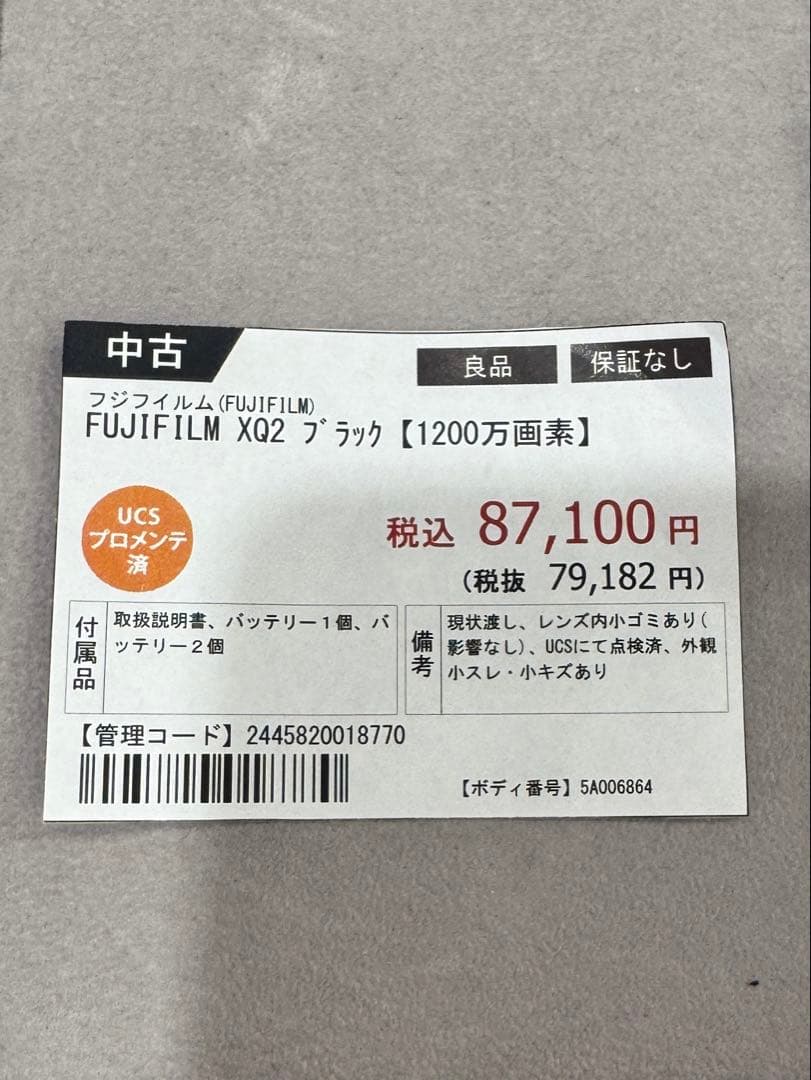 中古
良品
保証なし
フジフイルム(FUJIFILM)
FUJIFILM XQ2 ﾌﾞﾗｯｸ【1200万画素】
UCS
プロメンテ
済
税込 87,100円
(税抜 79,182円)
付属品
取扱説明書、バッテリー１個、バ
ッテリー２個
備考
現状渡し、レンズ内小ゴミあり(
影響なし)、UCSにて点検済、外観
小スレ・小キズあり
【管理コード】2445820018770
【ボディ番号】5A006864